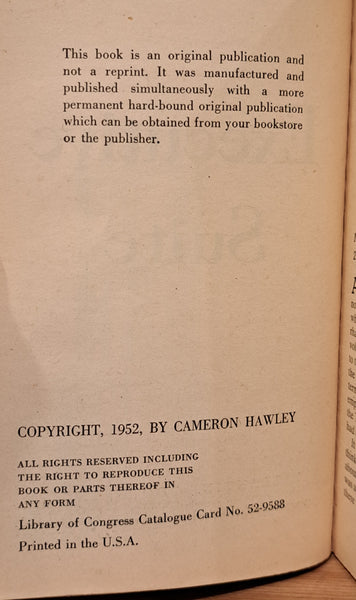 This book is an original publication and
not a reprint. It was manufactured and
published simultaneously with a more
permanent hard-bound original publication
which can be obtained from your bookstore
or the publisher.
COPYRIGHT, 1952, BY CAMERON HAWLEY
ALL RIGHTS RESERVED INCLUDING
THE RIGHT TO REPRODUCE THIS
BOOK OR PARTS THEREOF IN
ANY FORM
Library of Congress Catalogue Card No. 52-9588
Printed in the U.S.A.